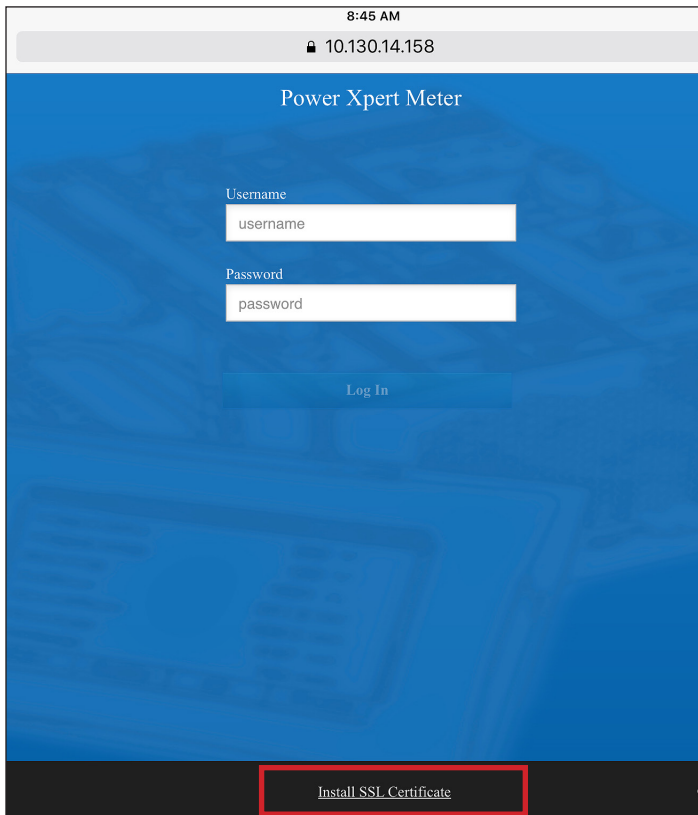 8:45 AM
10.130.14.158
Power Xpert Meter
Username
username
Password
password
Log In
Install SSL Certificate